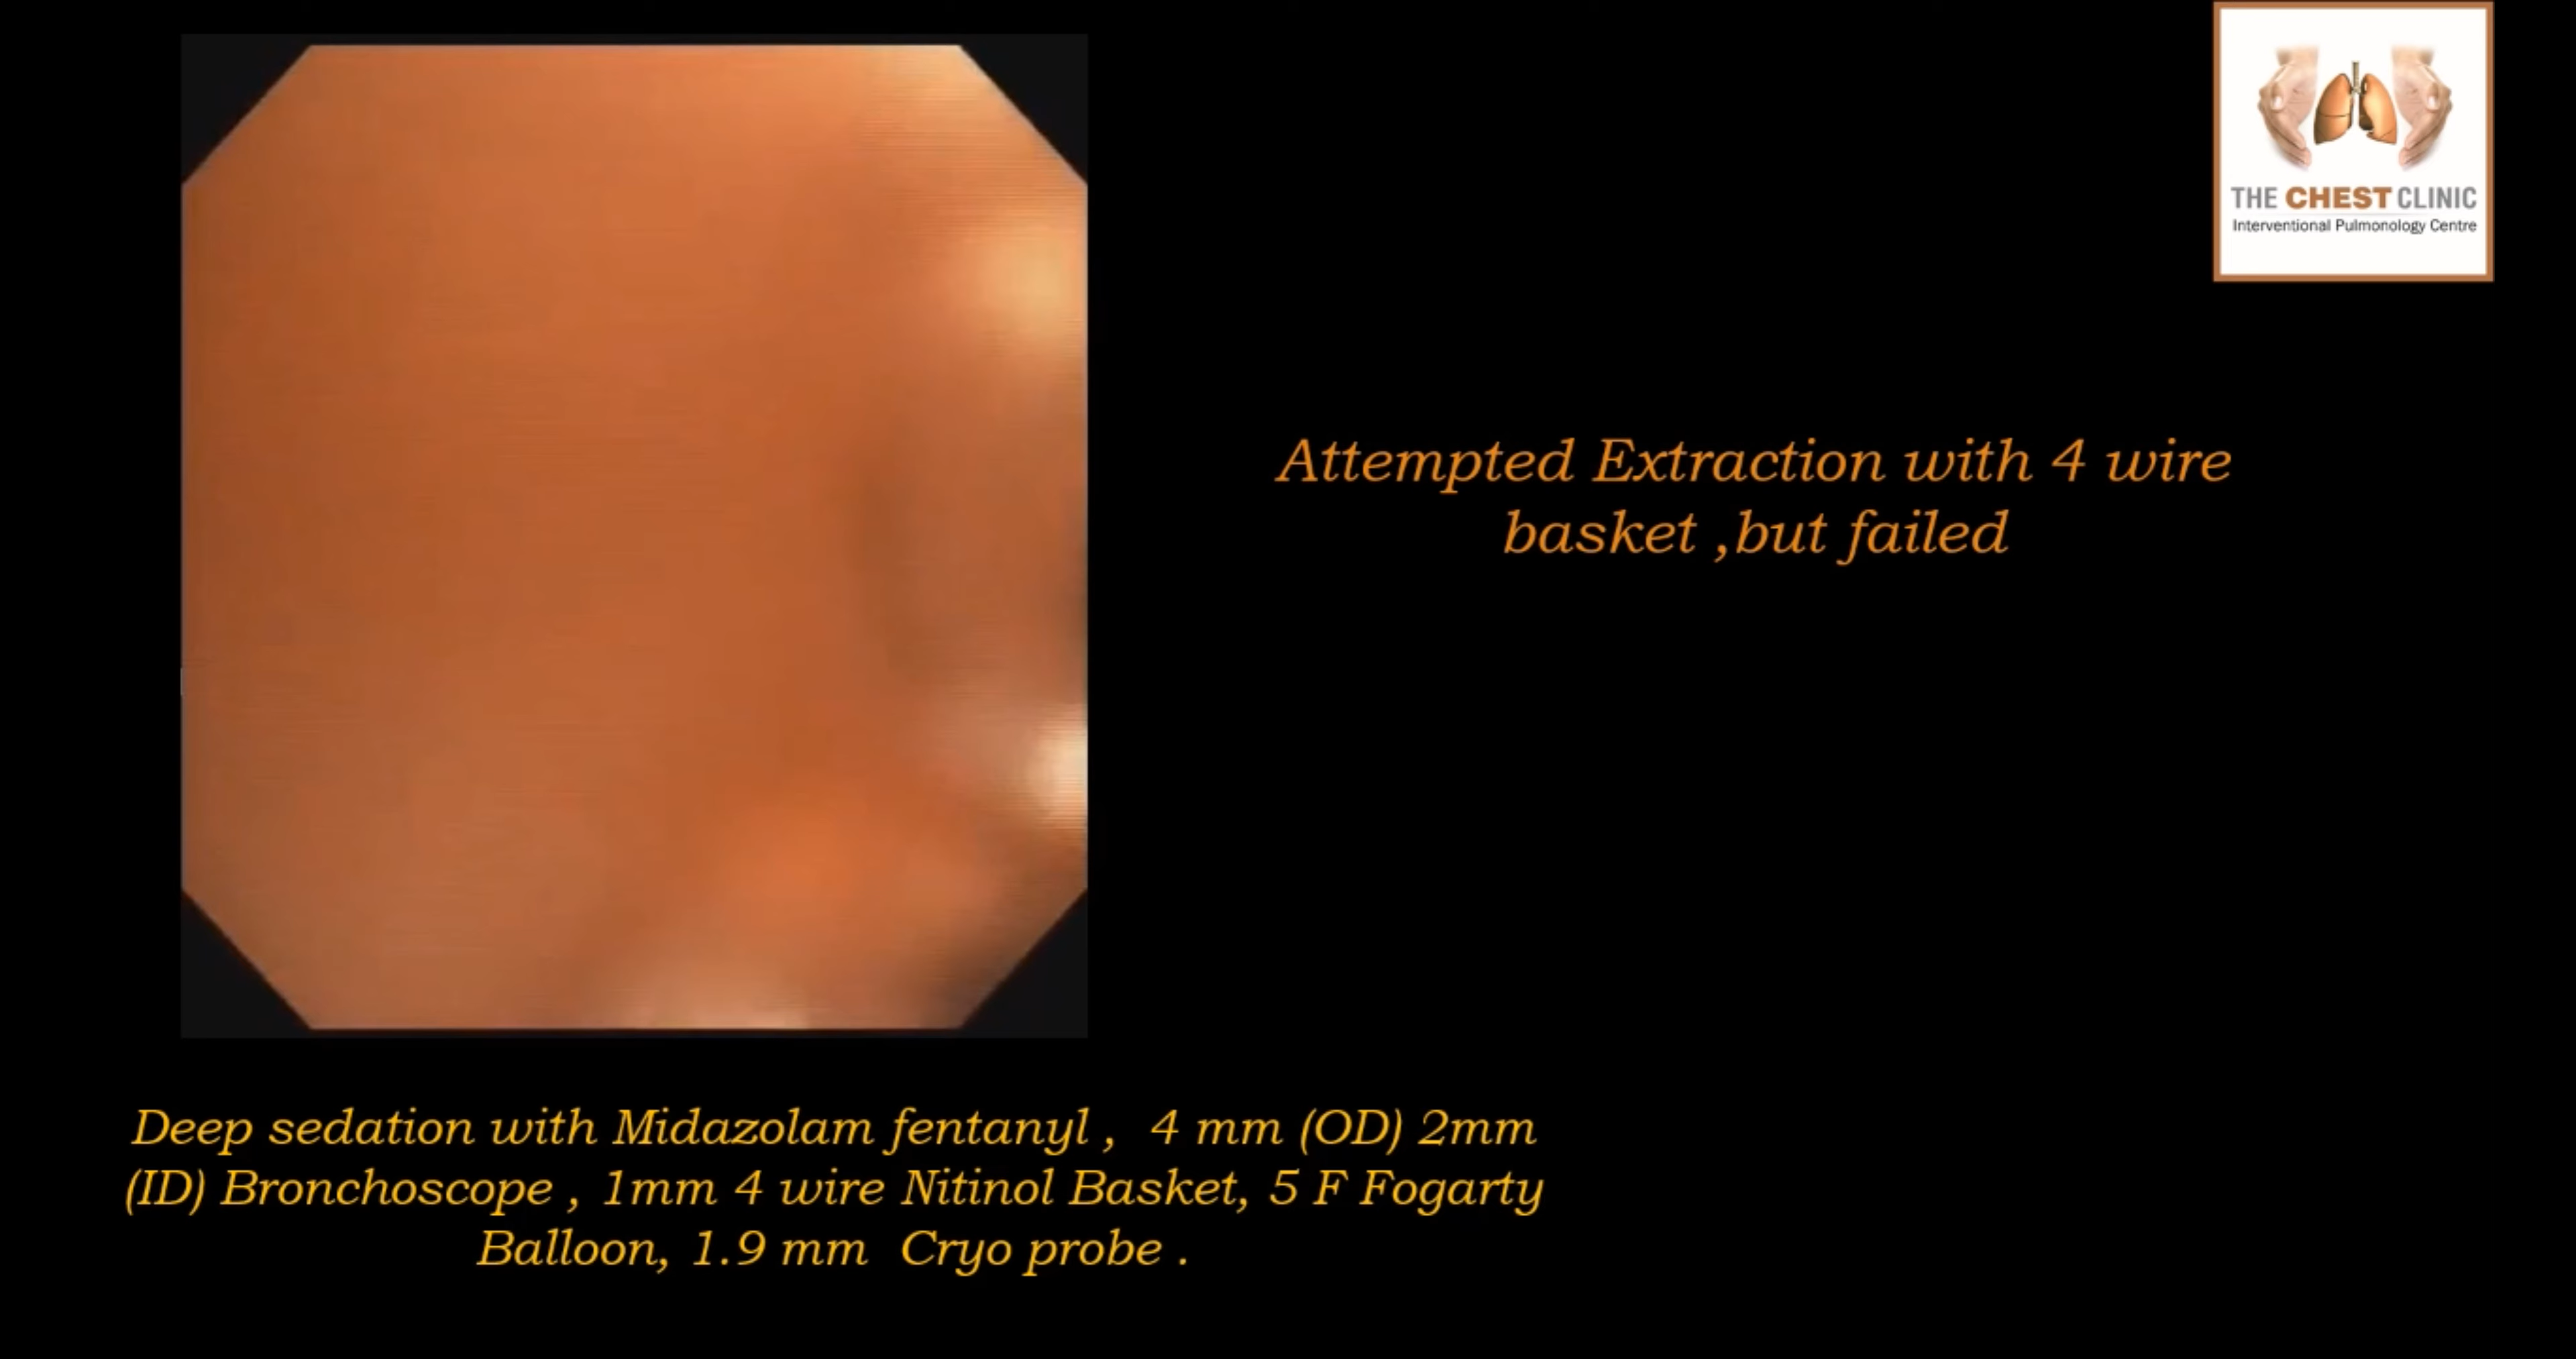 THE CHEST CLINIC
Interventional Pulmonology Centre
Attempted Extraction with 4 wire
basket ,but failed
Deep sedation with Midazolam fentanyl ,  4 mm (OD) 2mm
(ID) Bronchoscope , 1mm 4 wire Nitinol Basket, 5 F Fogarty
Balloon, 1.9 mm  Cryo probe .